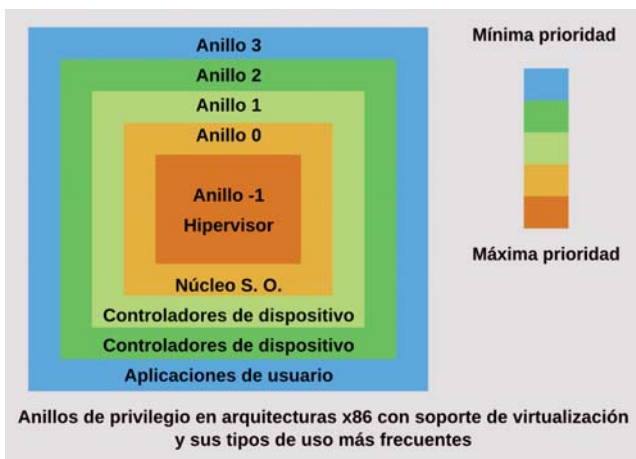 Anillo 3
Anillo 2
Anillo 1
Anillo 0
Anillo -1
Hipervisor
Núcleo S. O.
Controladores de dispositivo
Controladores de dispositivo
Aplicaciones de usuario
Mínima prioridad
Máxima prioridad
Anillos de privilegio en arquitecturas x86 con soporte de virtualización
y sus tipos de uso más frecuentes